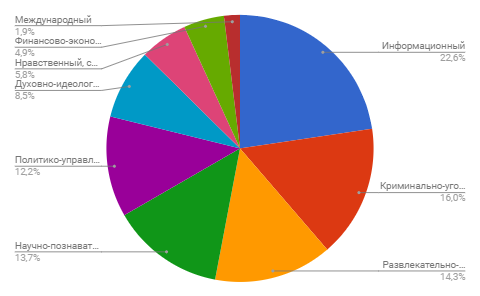 Международный
1,9%
Финансово-эконо...
4,9%
Нравственный, с...
5,8%
Духовно-идеолог...
8,5%
Политико-управл...
12,2%
Научно-познават...
13,7%
Информационный
22,6%
Криминально-уго...
16,0%
Развлекательно-...
14,3%